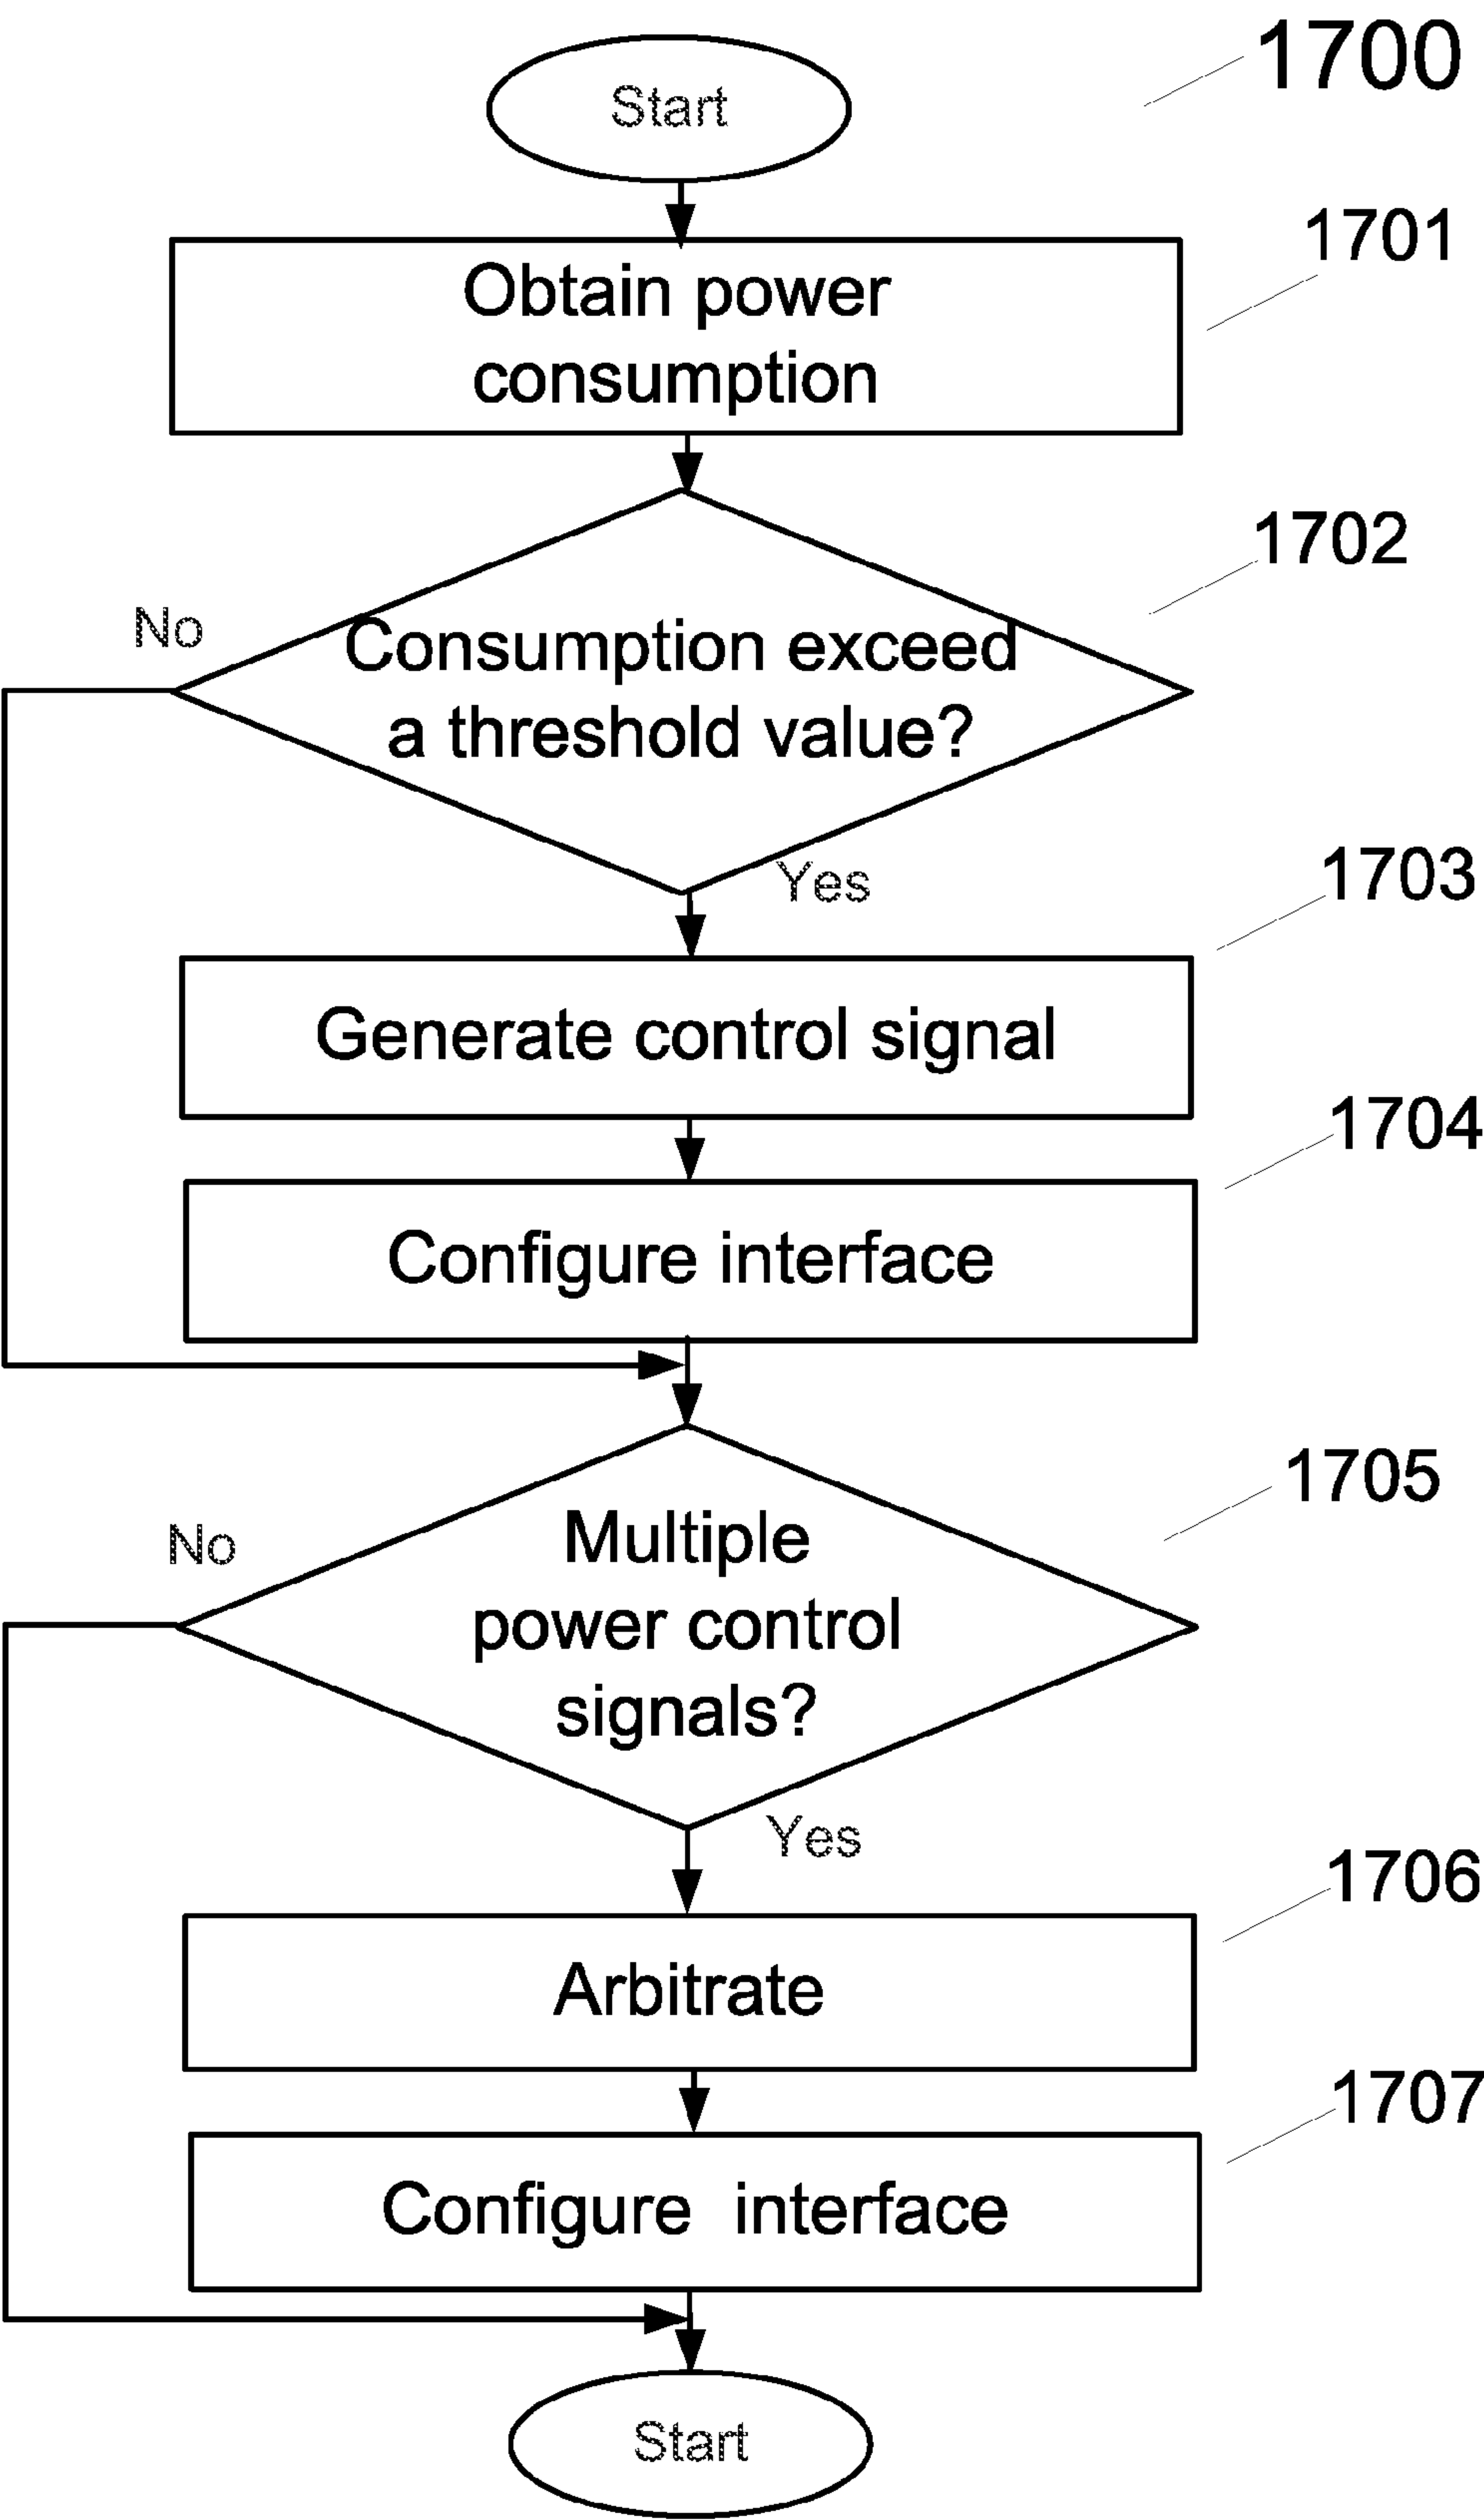 1700
Start
1701
Obtain power
consumption
1702
No
Consumption exceed
a threshold value?
Yes
1703
Generate control signal
1704
Configure interface
1705
No
Multiple
power control
signals?
Yes
1706
Arbitrate
1707
Configure interface
Start